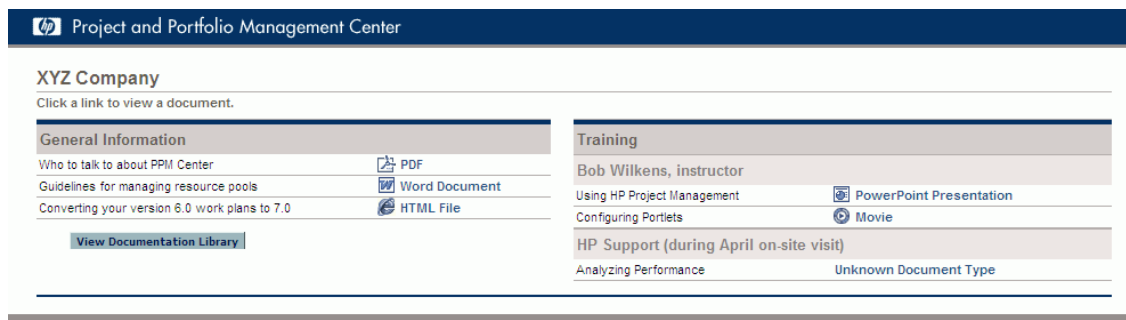 hp Project and Portfolio Management Center
XYZ Company
Click a link to view a document.
General Information
Who to talk to about PPM Center PDF
Guidelines for managing resource pools Word Document
Converting your version 6.0 work plans to 7.0 HTML File
View Documentation Library
Training
Bob Wilkens, instructor
Using HP Project Management PowerPoint Presentation
Configuring Portlets Movie
HP Support (during April on-site visit)
Analyzing Performance Unknown Document Type